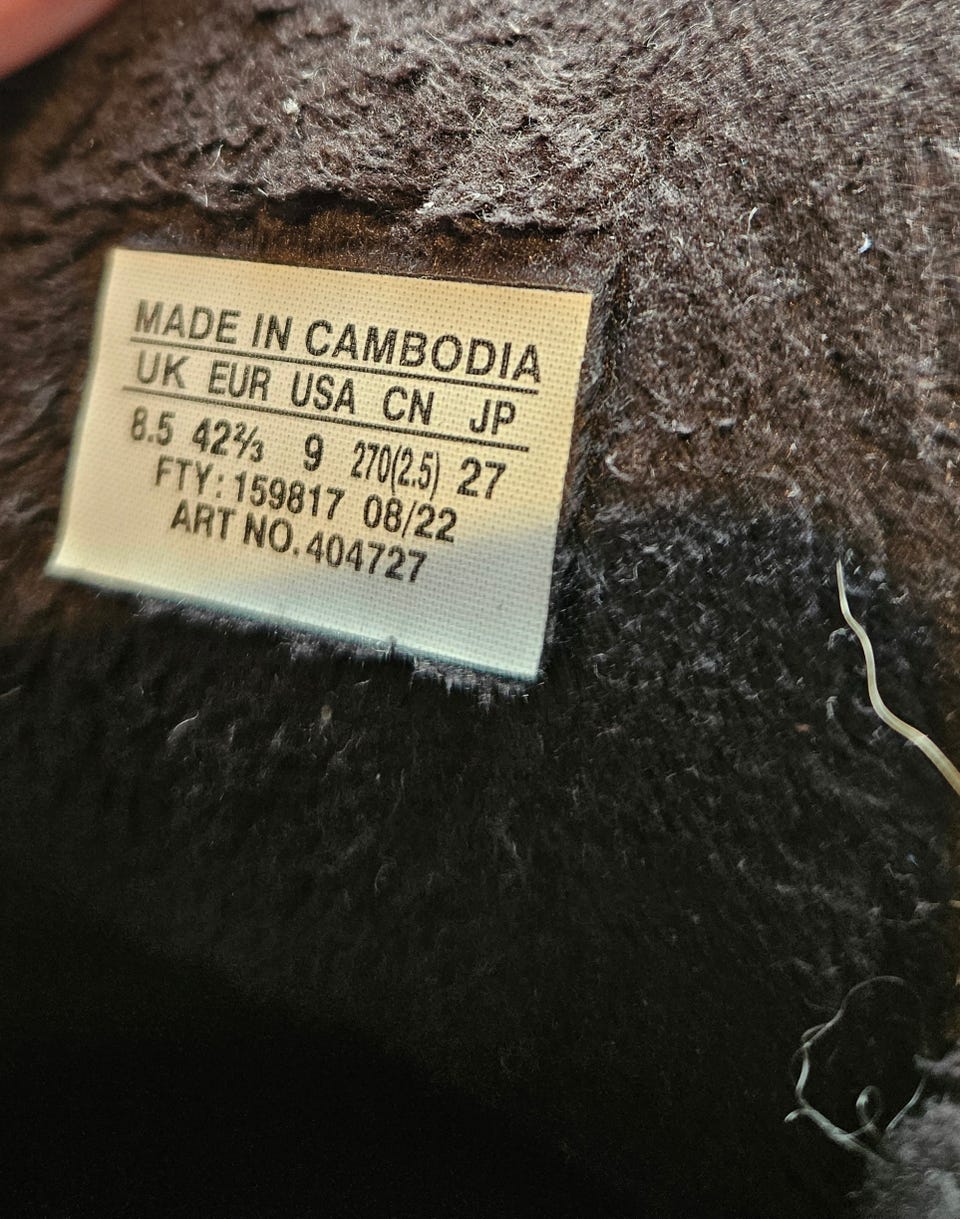 MADE IN CAMBODIA
UK EUR USA CN JP
8.5 42⅔ 9 270(2.5) 27
FTY: 159817 08/22
ART NO. 404727